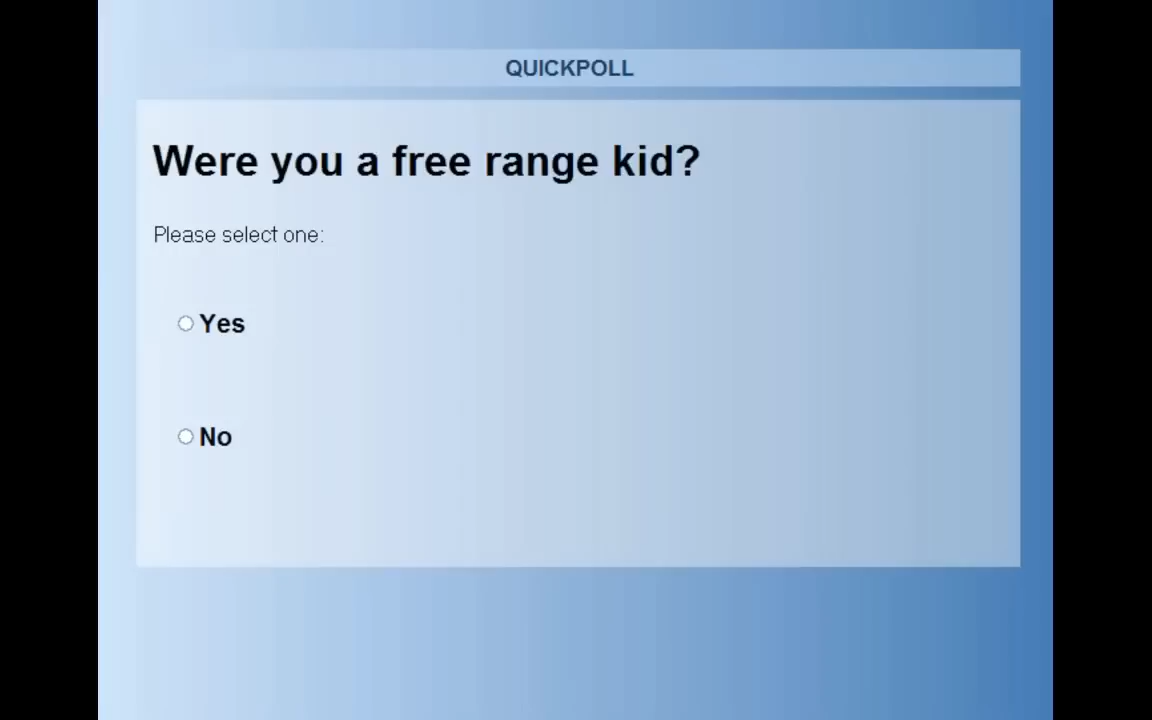 QUICKPOLL
Were you a free range kid?
Please select one:
Yes
No